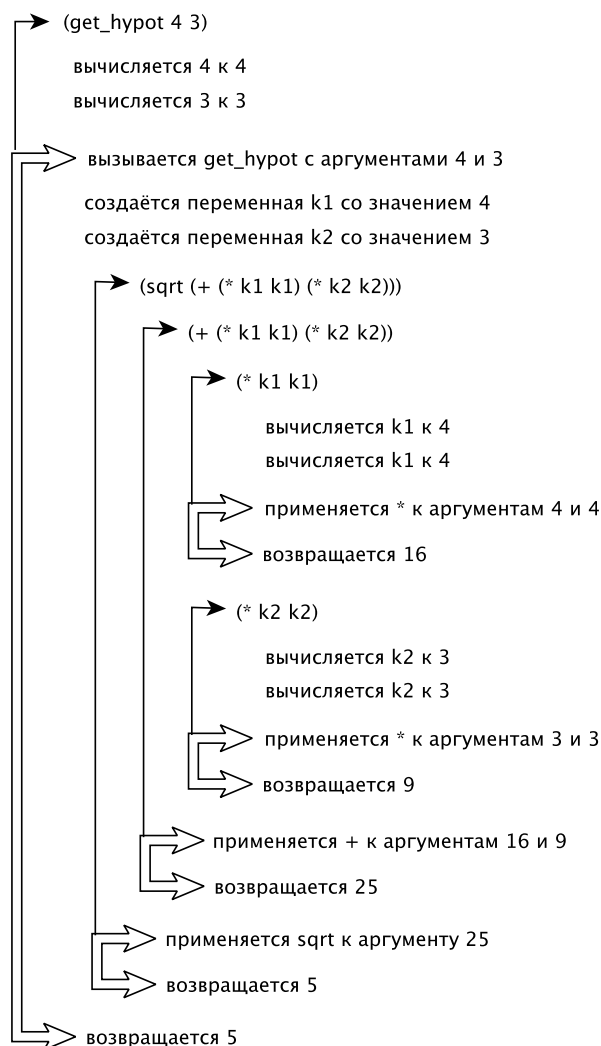 (get_hypot 4 3)
вычисляется 4 к 4
вычисляется 3 к 3
вызывается get_hypot с аргументами 4 и 3
создаётся переменная k1 со значением 4
создаётся переменная k2 со значением 3
(sqrt (+ (* k1 k1) (* k2 k2)))
(+ (* k1 k1) (* k2 k2))
(* k1 k1)
вычисляется k1 к 4
вычисляется k1 к 4
применяется * к аргументам 4 и 4
возвращается 16
(* k2 k2)
вычисляется k2 к 3
вычисляется k2 к 3
применяется * к аргументам 3 и 3
возвращается 9
применяется + к аргументам 16 и 9
возвращается 25
применяется sqrt к аргументу 25
возвращается 5
возвращается 5